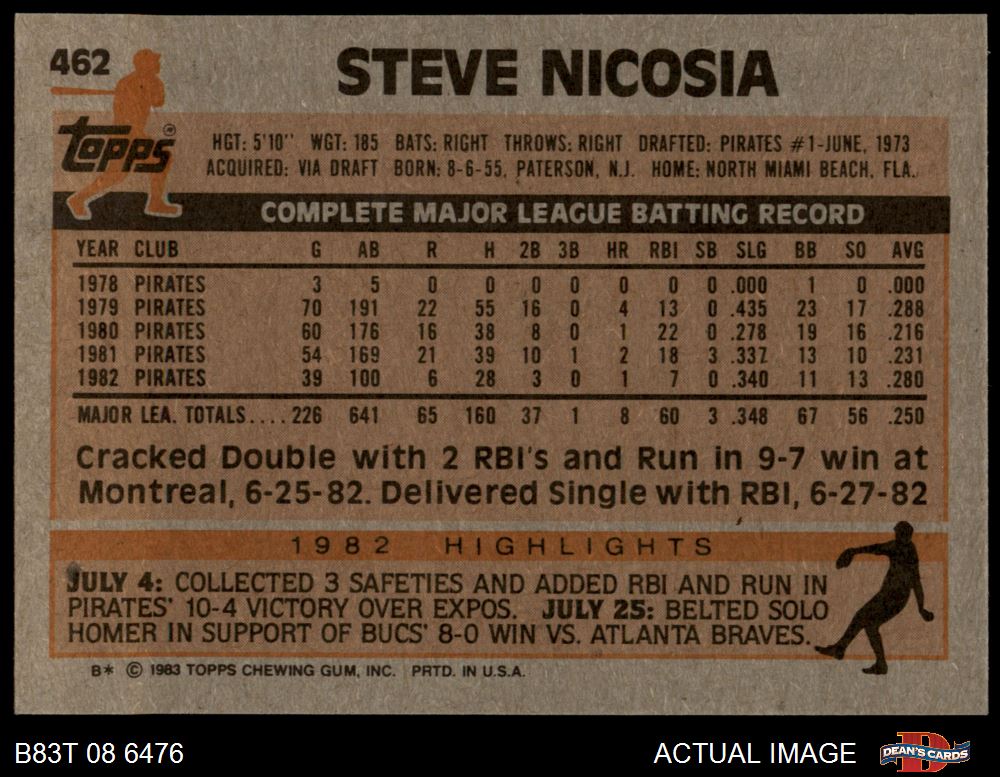 462
STEVE NICOSIA
Topps ®
HGT: 5'10" WGT: 185 BATS: RIGHT THROWS: RIGHT DRAFTED: PIRATES #1-JUNE, 1973
ACQUIRED: VIA DRAFT BORN: 8-6-55, PATERSON, N.J. HOME: NORTH MIAMI BEACH, FLA.
COMPLETE MAJOR LEAGUE BATTING RECORD
YEAR CLUB G AB R H 2B 3B HR RBI SB SLG BB SO AVG
1978 PIRATES 3 5 0 0 0 0 0 0 0 .000 1 0 .000
1979 PIRATES 70 191 22 55 16 0 4 13 0 .435 23 17 .288
1980 PIRATES 60 176 16 38 8 0 1 22 0 .278 19 16 .216
1981 PIRATES 54 169 21 39 10 1 2 18 3 .337 13 10 .231
1982 PIRATES 39 100 6 28 3 0 1 7 0 .340 11 13 .280
MAJOR LEA. TOTALS.... 226 641 65 160 37 1 8 60 3 .348 67 56 .250
Cracked Double with 2 RBI's and Run in 9-7 win at
Montreal, 6-25-82. Delivered Single with RBI, 6-27-82
1982 HIGHLIGHTS
JULY 4: COLLECTED 3 SAFETIES AND ADDED RBI AND RUN IN
PIRATES' 10-4 VICTORY OVER EXPOS. JULY 25: BELTED SOLO
HOMER IN SUPPORT OF BUCS' 8-0 WIN VS. ATLANTA BRAVES.
B* © 1983 TOPPS CHEWING GUM, INC. PRTD. IN U.S.A.
B83T 08 6476
ACTUAL IMAGE
D
DEAN'S CARDS